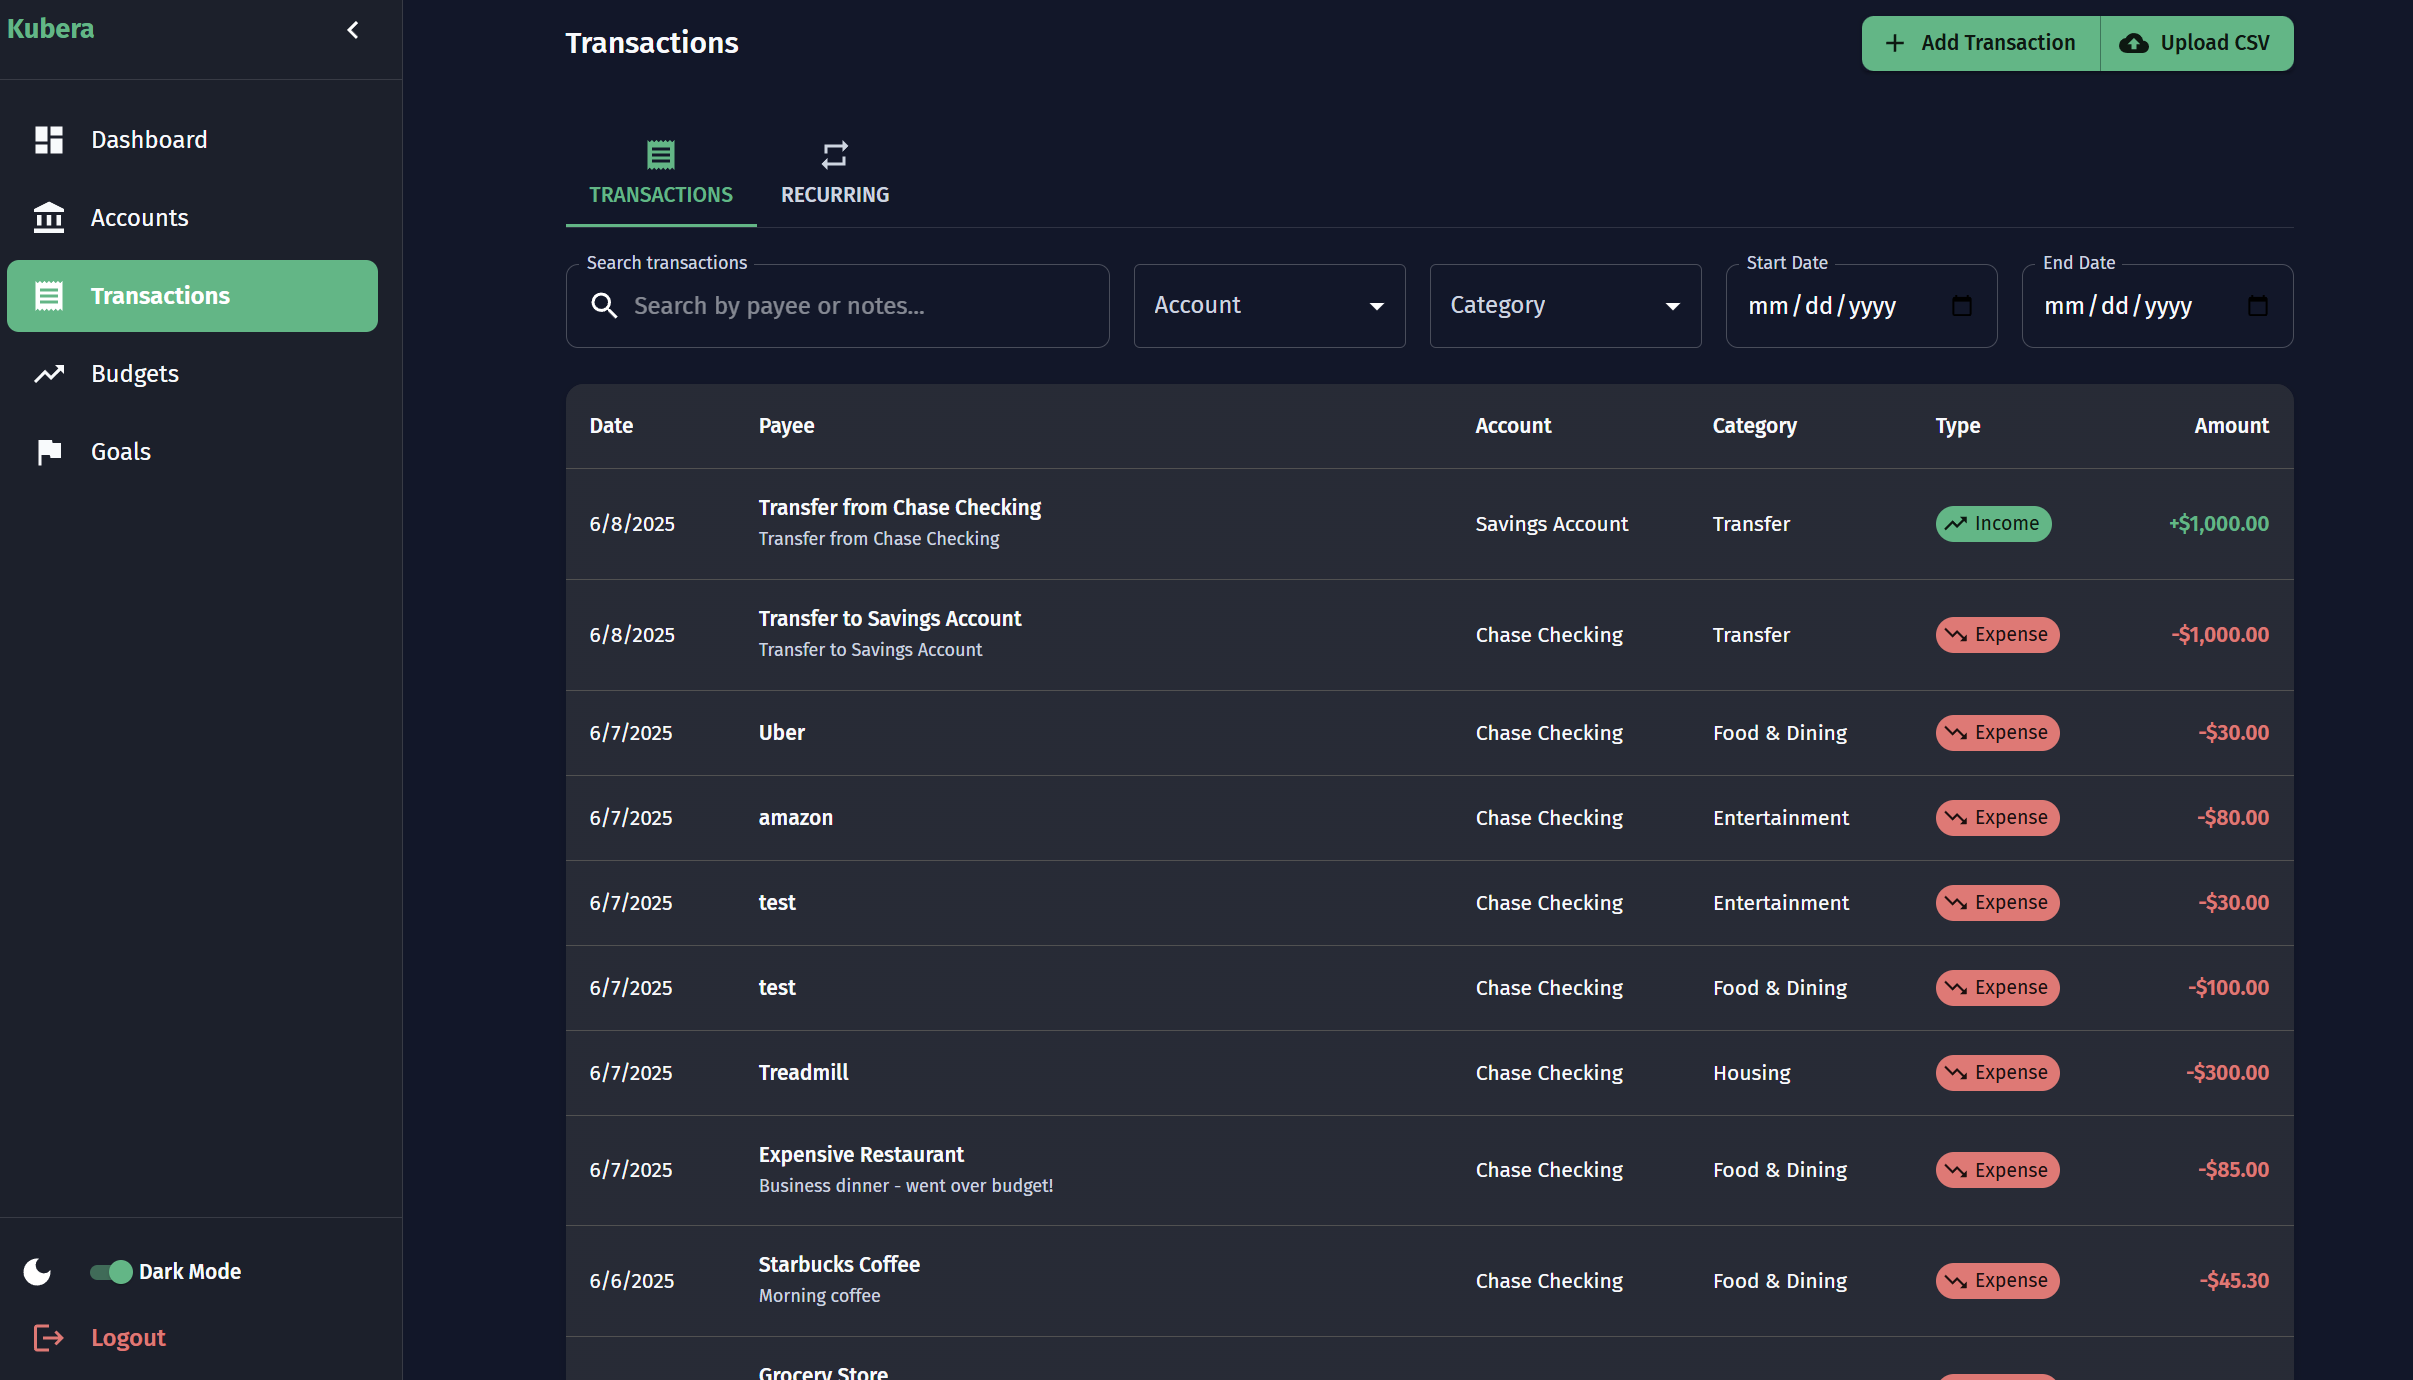 Kubera
Dashboard
Accounts
Transactions
Budgets
Goals
Dark Mode
Logout
Transactions
Add Transaction
Upload CSV
TRANSACTIONS
RECURRING
Search transactions
Search by payee or notes...
Account
Category
Start Date
mm/dd/yyyy
End Date
mm/dd/yyyy
Date Payee Account Category Type Amount
6/8/2025 Transfer from Chase Checking Savings Account Transfer Income +$1,000.00
Transfer from Chase Checking
6/8/2025 Transfer to Savings Account Chase Checking Transfer Expense -$1,000.00
Transfer to Savings Account
6/7/2025 Uber Chase Checking Food & Dining Expense -$30.00
6/7/2025 amazon Chase Checking Entertainment Expense -$80.00
6/7/2025 test Chase Checking Entertainment Expense -$30.00
6/7/2025 test Chase Checking Food & Dining Expense -$100.00
6/7/2025 Treadmill Chase Checking Housing Expense -$300.00
6/7/2025 Expensive Restaurant Chase Checking Food & Dining Expense -$85.00
Business dinner - went over budget!
6/6/2025 Starbucks Coffee Chase Checking Food & Dining Expense -$45.30
Morning coffee
Grocery Store